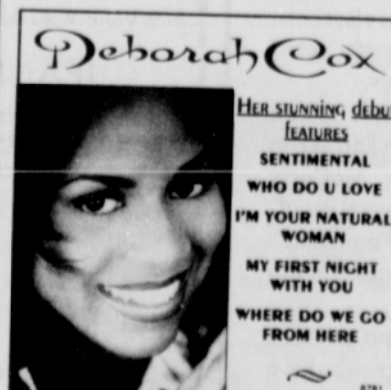 Deborah Cox
HER STUNNING debu
FEATURES
SENTIMENTAL
WHO DO U LOVE
I'M YOUR NATURAL
WOMAN
MY FIRST NIGHT
WITH YOU
WHERE DO WE GO
FROM HERE